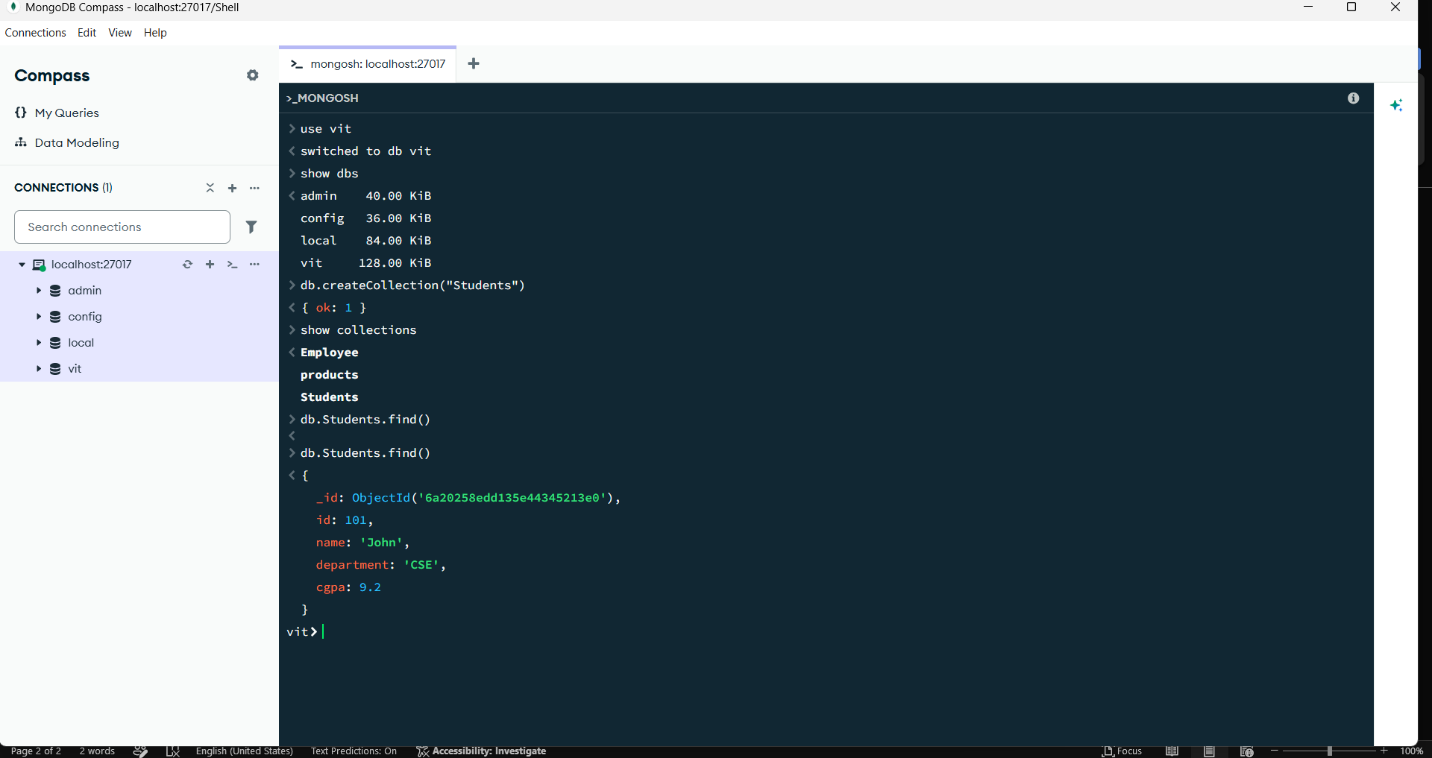 MongoDB Compass - localhost:27017/Shell
Connections Edit View Help
Compass
{} My Queries
Data Modeling
CONNECTIONS (1)
Search connections
localhost:27017
admin
config
local
vit
>_ mongosh: localhost:27017
>_MONGOSH
> use vit
< switched to db vit
> show dbs
< admin 40.00 KiB
config 36.00 KiB
local 84.00 KiB
vit 128.00 KiB
> db.createCollection("Students")
< { ok: 1 }
> show collections
< Employee
products
Students
> db.Students.find()
<
> db.Students.find()
< {
_id: ObjectId('6a20258edd135e44345213e0'),
id: 101,
name: 'John',
department: 'CSE',
cgpa: 9.2
}
vit>
Page 2 of 2 2 words English (United States) Text Predictions: On Accessibility: Investigate Focus 100%